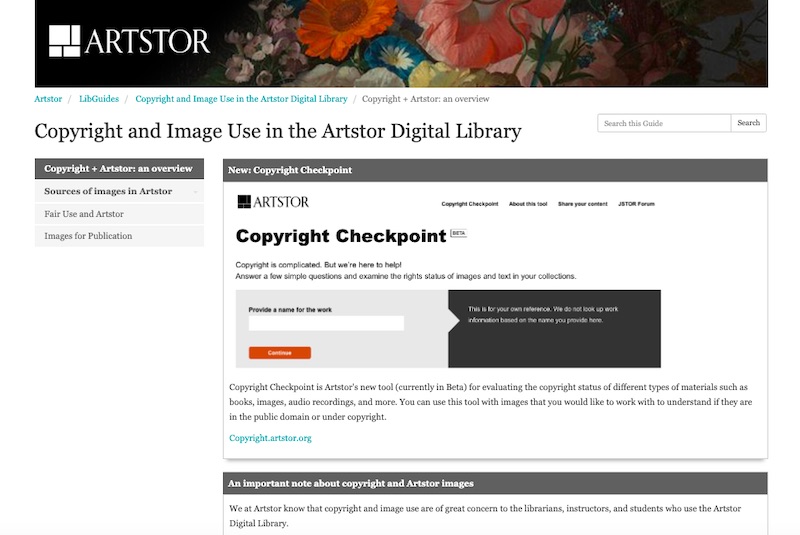 ARTSTOR
Artstor / LibGuides / Copyright and Image Use in the Artstor Digital Library / Copyright + Artstor: an overview
Copyright and Image Use in the Artstor Digital Library
Search this Guide
Search
Copyright + Artstor: an overview
Sources of images in Artstor
Fair Use and Artstor
Images for Publication
New: Copyright Checkpoint
ARTSTOR
Copyright Checkpoint About this tool Share your content JSTOR Forum
Copyright Checkpoint BETA
Copyright is complicated. But we're here to help!
Answer a few simple questions and examine the rights status of images and text in your collections.
Provide a name for the work
Continue
This is for your own reference. We do not look up work
information based on the name you provide here.
Copyright Checkpoint is Artstor's new tool (currently in Beta) for evaluating the copyright status of different types of materials such as
books, images, audio recordings, and more. You can use this tool with images that you would like to work with to understand if they are
in the public domain or under copyright.
Copyright.artstor.org
An important note about copyright and Artstor images
We at Artstor know that copyright and image use are of great concern to the librarians, instructors, and students who use the Artstor
Digital Library.